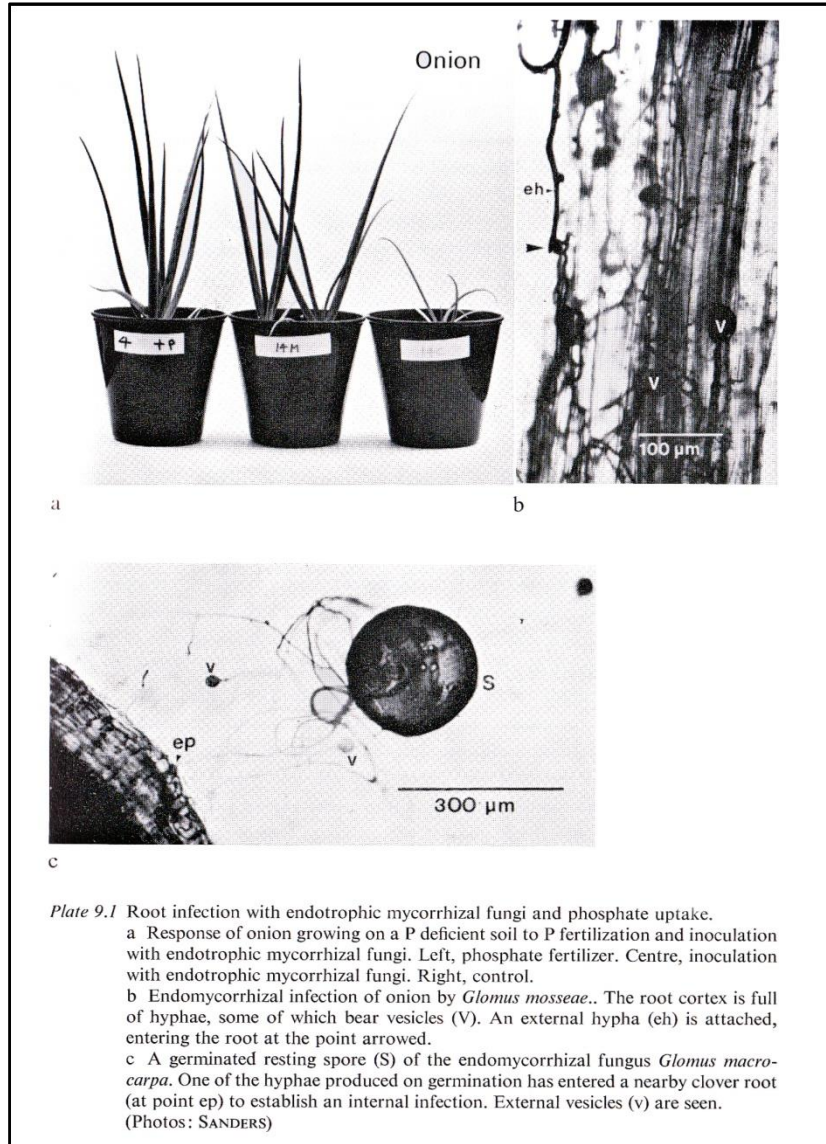 Onion
4 +P
14M
a
eh
V
V
100 µm
b
v
ep
v
S
300 µm
c
Plate 9.1 Root infection with endotrophic mycorrhizal fungi and phosphate uptake.
a Response of onion growing on a P deficient soil to P fertilization and inoculation
with endotrophic mycorrhizal fungi. Left, phosphate fertilizer. Centre, inoculation
with endotrophic mycorrhizal fungi. Right, control.
b Endomycorrhizal infection of onion by Glomus mosseae.. The root cortex is full
of hyphae, some of which bear vesicles (V). An external hypha (eh) is attached,
entering the root at the point arrowed.
c A germinated resting spore (S) of the endomycorrhizal fungus Glomus macro-
carpa. One of the hyphae produced on germination has entered a nearby clover root
(at point ep) to establish an internal infection. External vesicles (v) are seen.
(Photos: SANDERS)